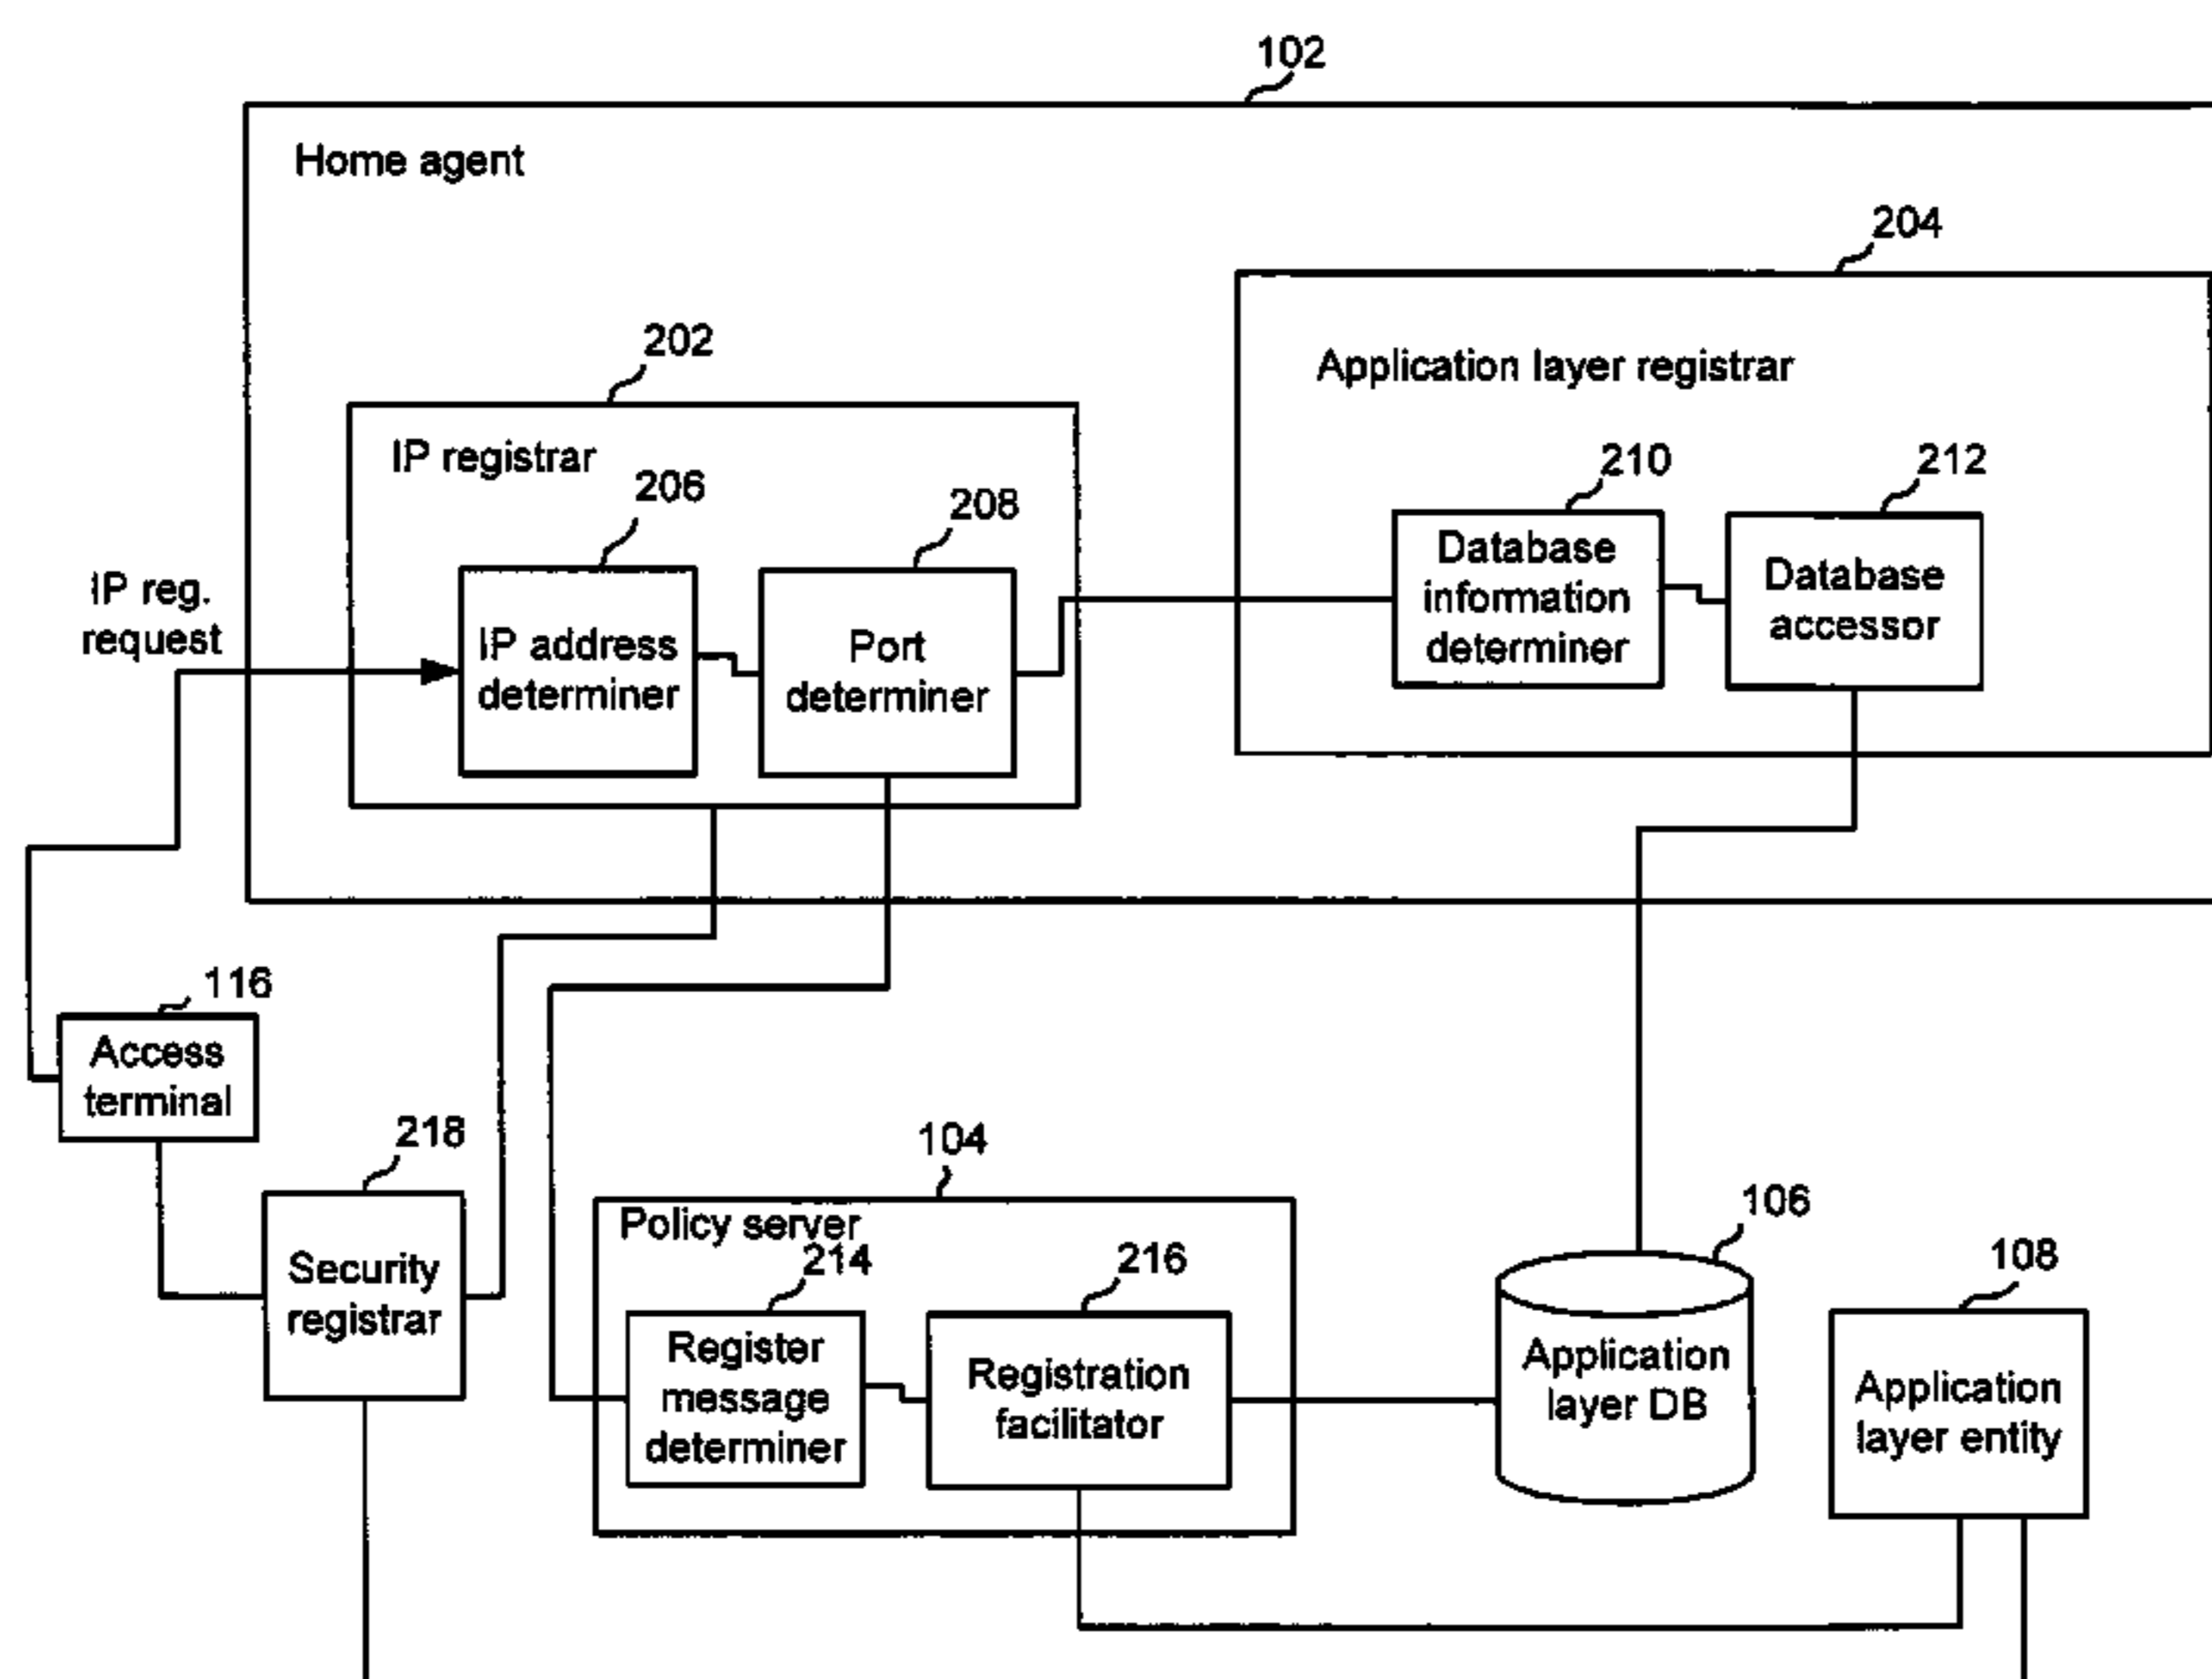 102
Home agent
204
202
Application layer registrar
IP registrar
206
208
210
212
IP reg.
request
IP address
determiner
Port
determiner
Database
information
determiner
Database
accessor
116
Access
terminal
218
Security
registrar
104
Policy server
214
216
Register
message
determiner
Registration
facilitator
106
Application
layer DB
108
Application
layer entity